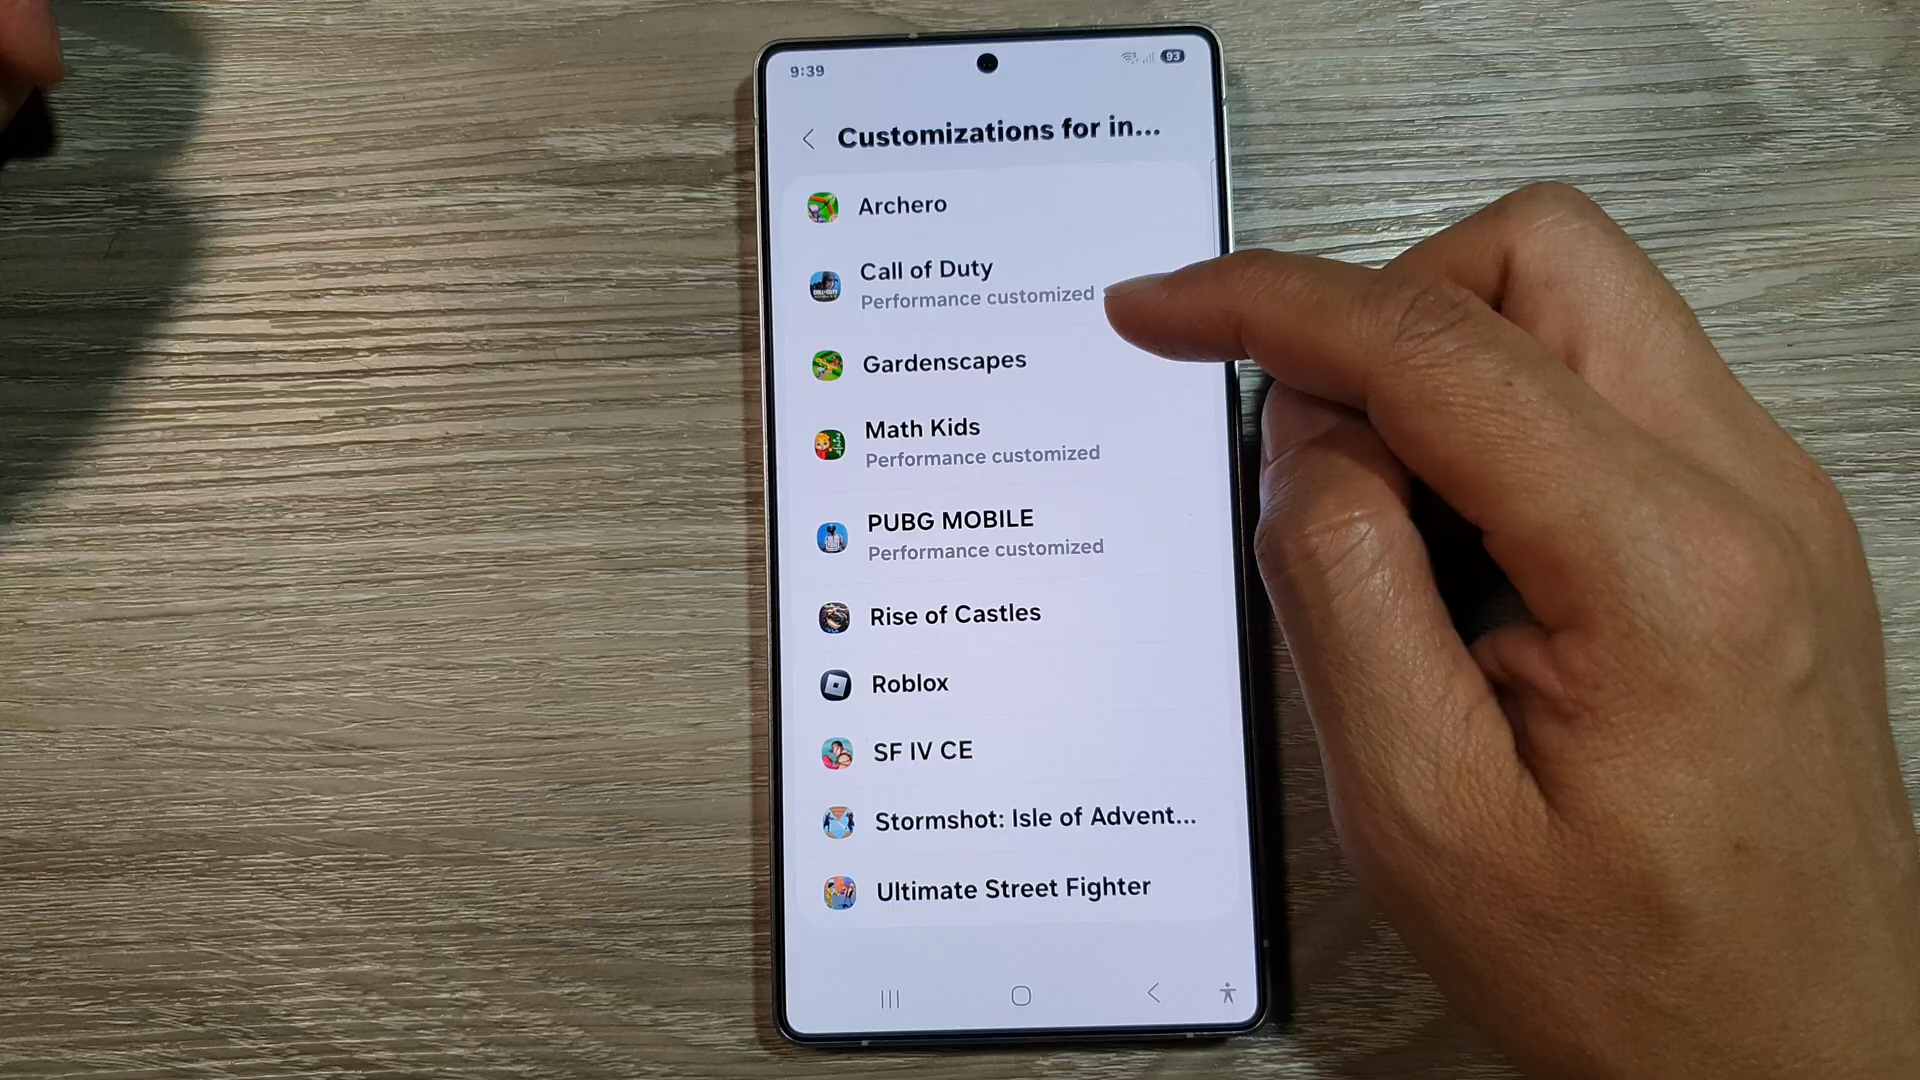 9:39
93
Customizations for in...
Archero
Call of Duty
Performance customized
Gardenscapes
Math Kids
Performance customized
PUBG MOBILE
Performance customized
Rise of Castles
Roblox
SF IV CE
Stormshot: Isle of Advent...
Ultimate Street Fighter